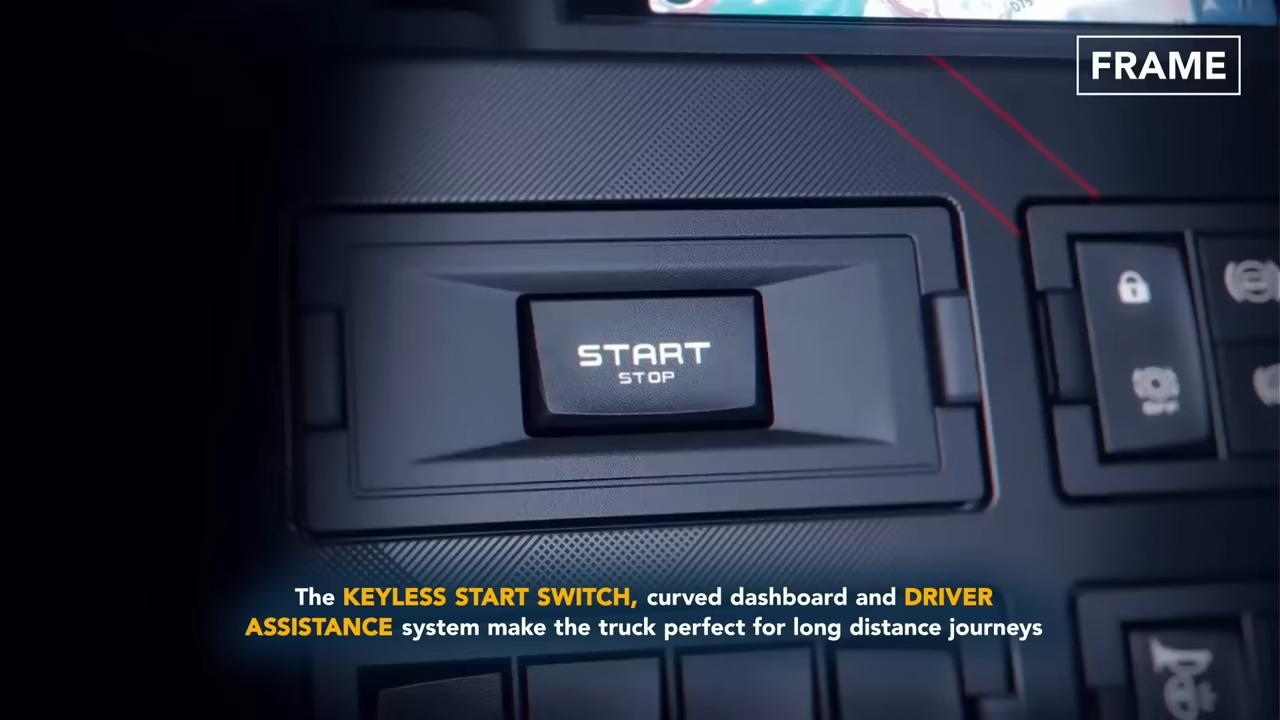 FRAME
START
STOP
OFF
The KEYLESS START SWITCH, curved dashboard and DRIVER
ASSISTANCE system make the truck perfect for long distance journeys